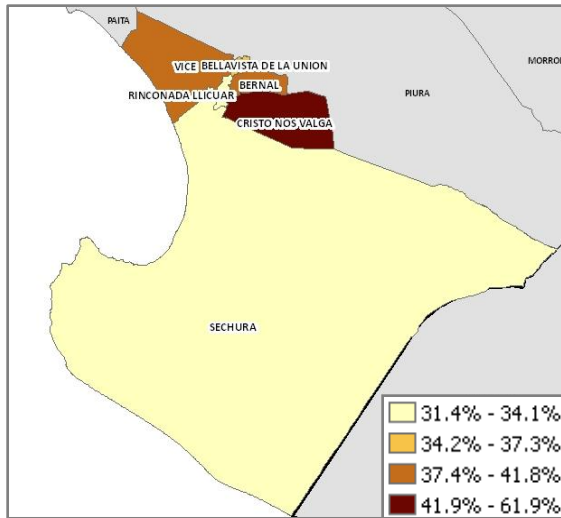 PAITA
MORRO
VICE
BELLAVISTA DE LA UNION
BERNAL
PIURA
RINCONADA LLICUAR
CRISTO NOS VALGA
SECHURA
31.4% - 34.1%
34.2% - 37.3%
37.4% - 41.8%
41.9% - 61.9%